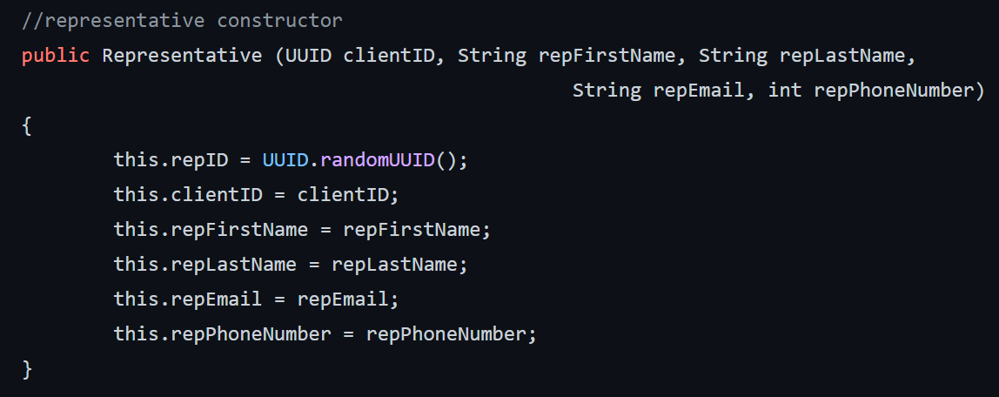 //representative constructor
public Representative (UUID clientID, String repFirstName, String repLastName,
String repEmail, int repPhoneNumber)
{
this.repID = UUID.randomUUID();
this.clientID = clientID;
this.repFirstName = repFirstName;
this.repLastName = repLastName;
this.repEmail = repEmail;
this.repPhoneNumber = repPhoneNumber;
}